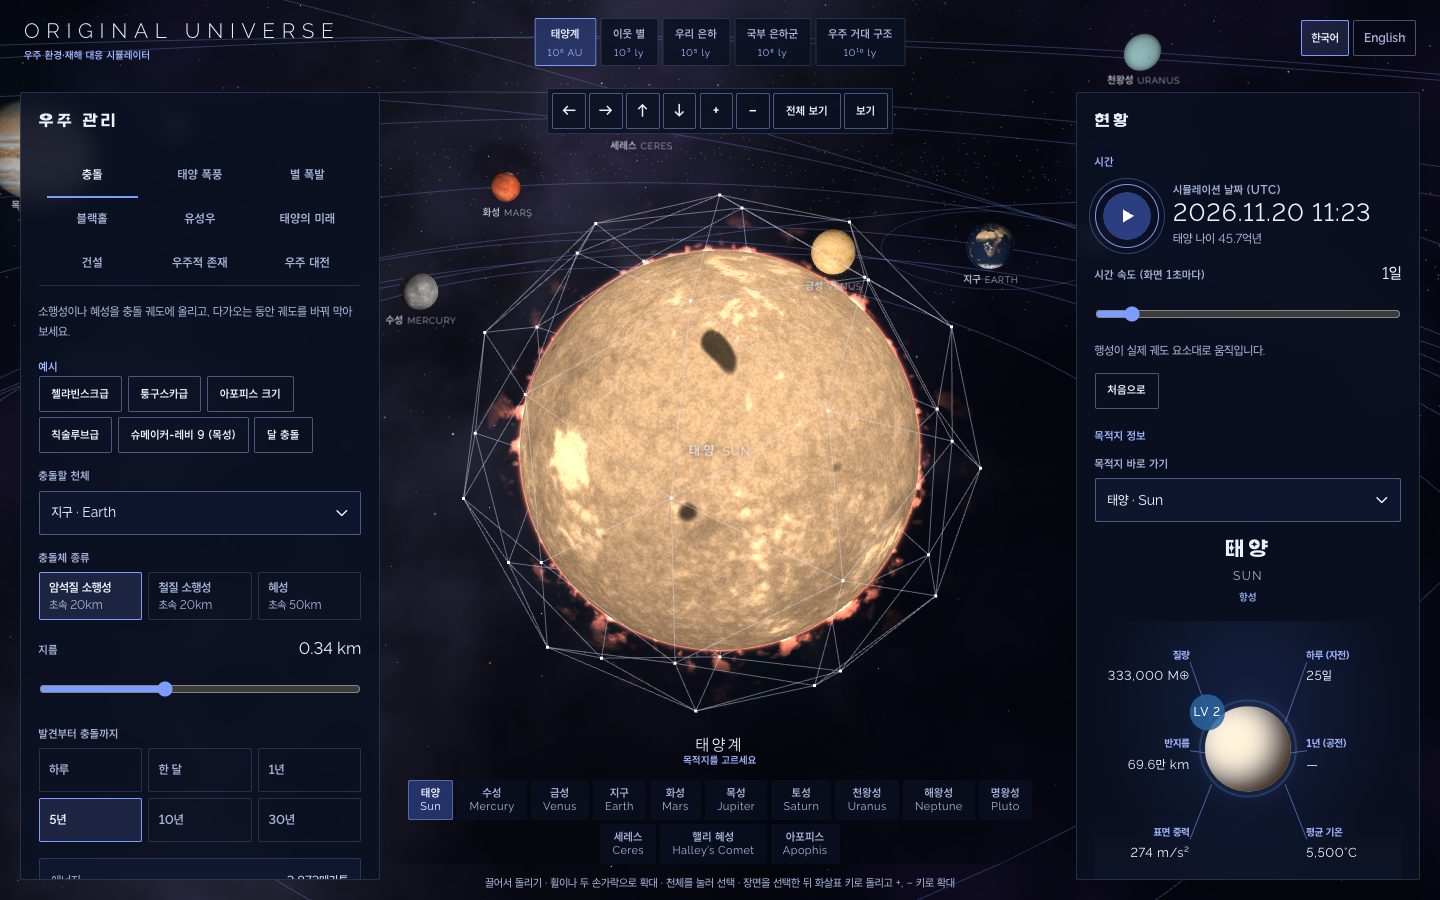 ORIGINAL UNIVERSE
우주 환경·재해 대응 시뮬레이터
태양계
10⁰ AU
이웃 별
10³ ly
우리 은하
10⁵ ly
국부 은하군
10⁶ ly
우주 거대 구조
10¹⁰ ly
한국어
English
천왕성 URANUS
← → ↑ ↓ + − 전체 보기 보기
세레스 CERES
화성 MARS
금성 VENUS
지구 EARTH
수성 MERCURY
태양 SUN
우주 관리
충돌 태양 폭풍 별 폭발
블랙홀 유성우 태양의 미래
건설 우주적 존재 우주 대전
소행성이나 혜성을 충돌 궤도에 올리고, 다가오는 동안 궤도를 바꿔 막아
보세요.
예시
첼랴빈스크급 퉁구스카급 아포피스 크기
칙술루브급 슈메이커-레비 9 (목성) 달 충돌
충돌할 천체
지구 · Earth
충돌체 종류
암석질 소행성
초속 20km
철질 소행성
초속 20km
혜성
초속 50km
지름 0.34 km
발견부터 충돌까지
하루 한 달 1년
5년 10년 30년
태양계
목적지를 고르세요
태양
Sun
수성
Mercury
금성
Venus
지구
Earth
화성
Mars
목성
Jupiter
토성
Saturn
천왕성
Uranus
해왕성
Neptune
명왕성
Pluto
세레스
Ceres
핼리 혜성
Halley's Comet
아포피스
Apophis
끌어서 돌리기 · 휠이나 두 손가락으로 확대 · 천체를 눌러 선택 · 장면을 선택한 뒤 화살표 키로 돌리고 +, − 키로 확대
현황
시간
시뮬레이션 날짜 (UTC)
2026.11.20 11:23
태양 나이 45.7억년
시간 속도 (화면 1초마다) 1일
행성이 실제 궤도 요소대로 움직입니다.
처음으로
목적지 정보
목적지 바로 가기
태양 · Sun
태양
SUN
항성
질량
333,000 M⊕
하루 (자전)
25일
LV 2
반지름
69.6만 km
1년 (공전)
—
표면 중력
274 m/s²
평균 기온
5,500°C